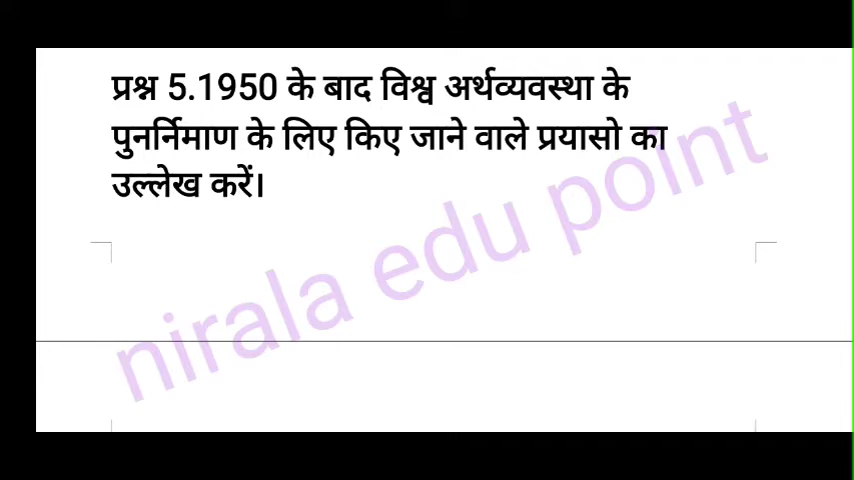 प्रश्न 5.1950 के बाद विश्व अर्थव्यवस्था के
पुनर्निमाण के लिए किए जाने वाले प्रयासो का
उल्लेख करें।
nirala edu point